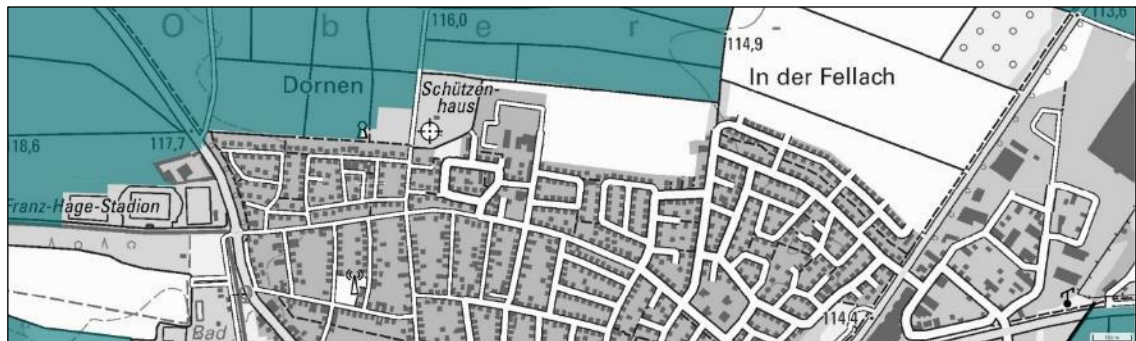 O b e r
116,0
113,6
114,9
Dornen
Schützen-
haus
In der Fellach
117,7
118,6
Franz-Hage-Stadion
Bad
114,4